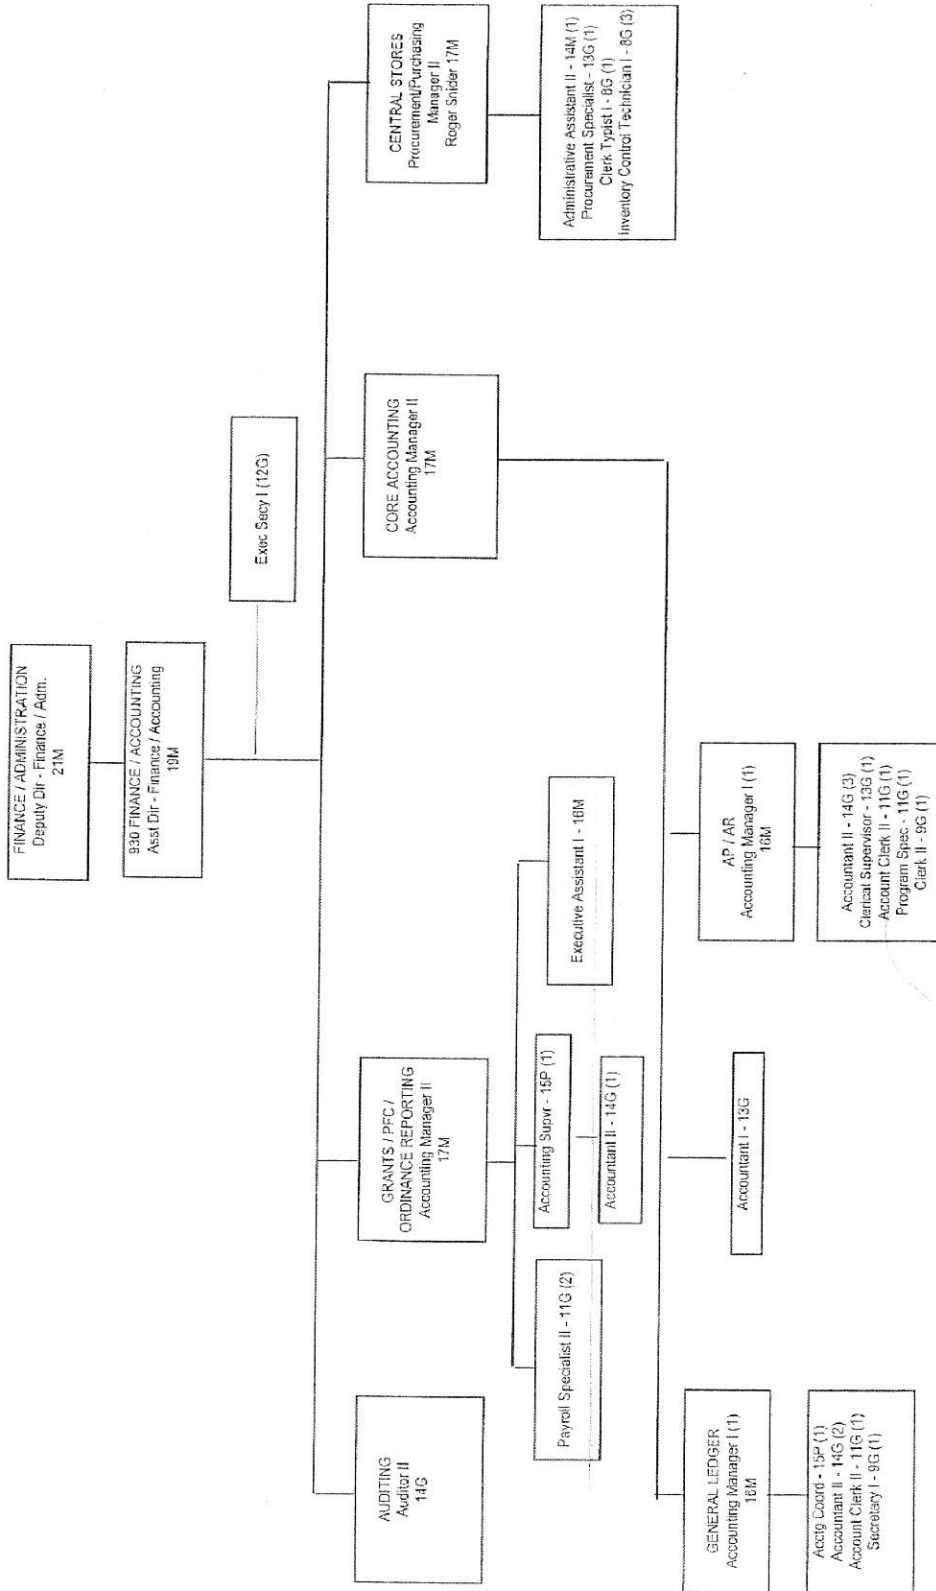 FINANCE / ADMINISTRATION
Deputy Dir - Finance / Adm.
21M
930 FINANCE / ACCOUNTING
Asst Dir - Finance / Accounting
19M
Exec Secy I (12G)
AUDITING
Auditor II
14G
GRANTS / PFC /
ORDINANCE REPORTING
Accounting Manager II
17M
CORE ACCOUNTING
Accounting Manager II
17M
CENTRAL STORES
Procurement/Purchasing
Manager II
Roger Snider 17M
Payroll Specialist II - 11G (2)
Accounting Supvr - 15P (1)
Executive Assistant I - 16M
Accountant II - 14G (1)
Administrative Assistant II - 14M (1)
Procurement Specialist - 13G (1)
Clerk Typist I - 8G (1)
Inventory Control Technician I - 8G (3)
GENERAL LEDGER
Accounting Manager I (1)
16M
Accountant I - 13G
AP / AR
Accounting Manager I (1)
16M
Acctg Coord - 15P (1)
Accountant II - 14G (2)
Account Clerk II - 11G (1)
Secretary I - 9G (1)
Accountant II - 14G (3)
Clerical Supervisor - 13G (1)
Account Clerk II - 11G (1)
Program Spec - 11G (1)
Clerk II - 9G (1)